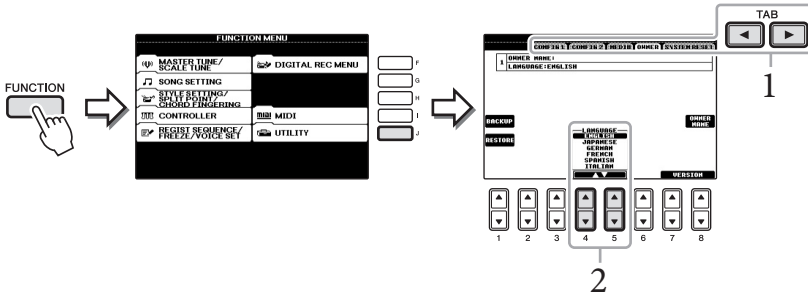 FUNCTION
FUNCTION MENU
MASTER TUNE/
SCALE TUNE
SONG SETTING
STYLE SETTING/
SPLIT POINT/
CHORD FINGERING
CONTROLLER
REGIST SEQUENCE/
FREEZE/VOICE SET
DIGITAL REC MENU
MIDI MIDI
UTILITY
F
G
H
I
J
TAB
1
CONFIG 1 CONFIG 2 MEDIA OWNER SYSTEM RESET
1 OWNER NAME:
LANGUAGE:ENGLISH
BACKUP
RESTORE
OWNER
NAME
LANGUAGE
ENGLISH
JAPANESE
GERMAN
FRENCH
SPANISH
ITALIAN
VERSION
1 2 3 4 5 6 7 8
2